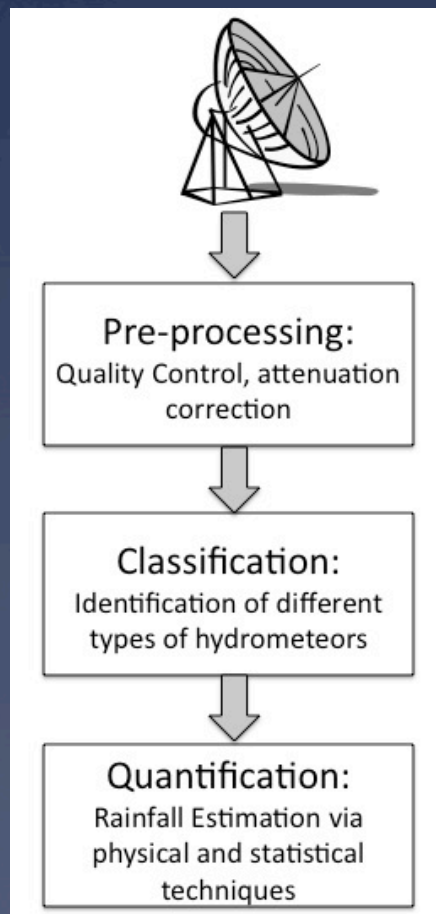 Pre-processing:
Quality Control, attenuation
correction
Classification:
Identification of different
types of hydrometeors
Quantification:
Rainfall Estimation via
physical and statistical
techniques